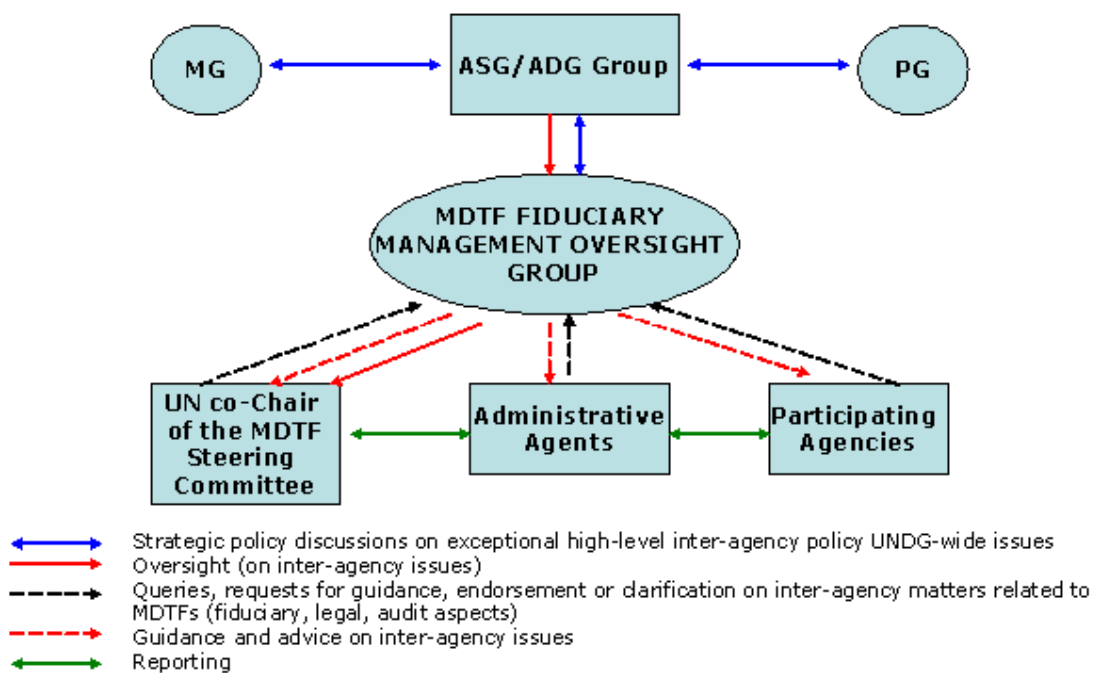 MG
ASG/ADG Group
PG
MDTF FIDUCIARY
MANAGEMENT OVERSIGHT
GROUP
UN co-Chair
of the MDTF
Steering
Committee
Administrative
Agents
Participating
Agencies
Strategic policy discussions on exceptional high-level inter-agency policy UNDG-wide issues
Oversight (on inter-agency issues)
Queries, requests for guidance, endorsement or clarification on inter-agency matters related to
MDTFs (fiduciary, legal, audit aspects)
Guidance and advice on inter-agency issues
Reporting